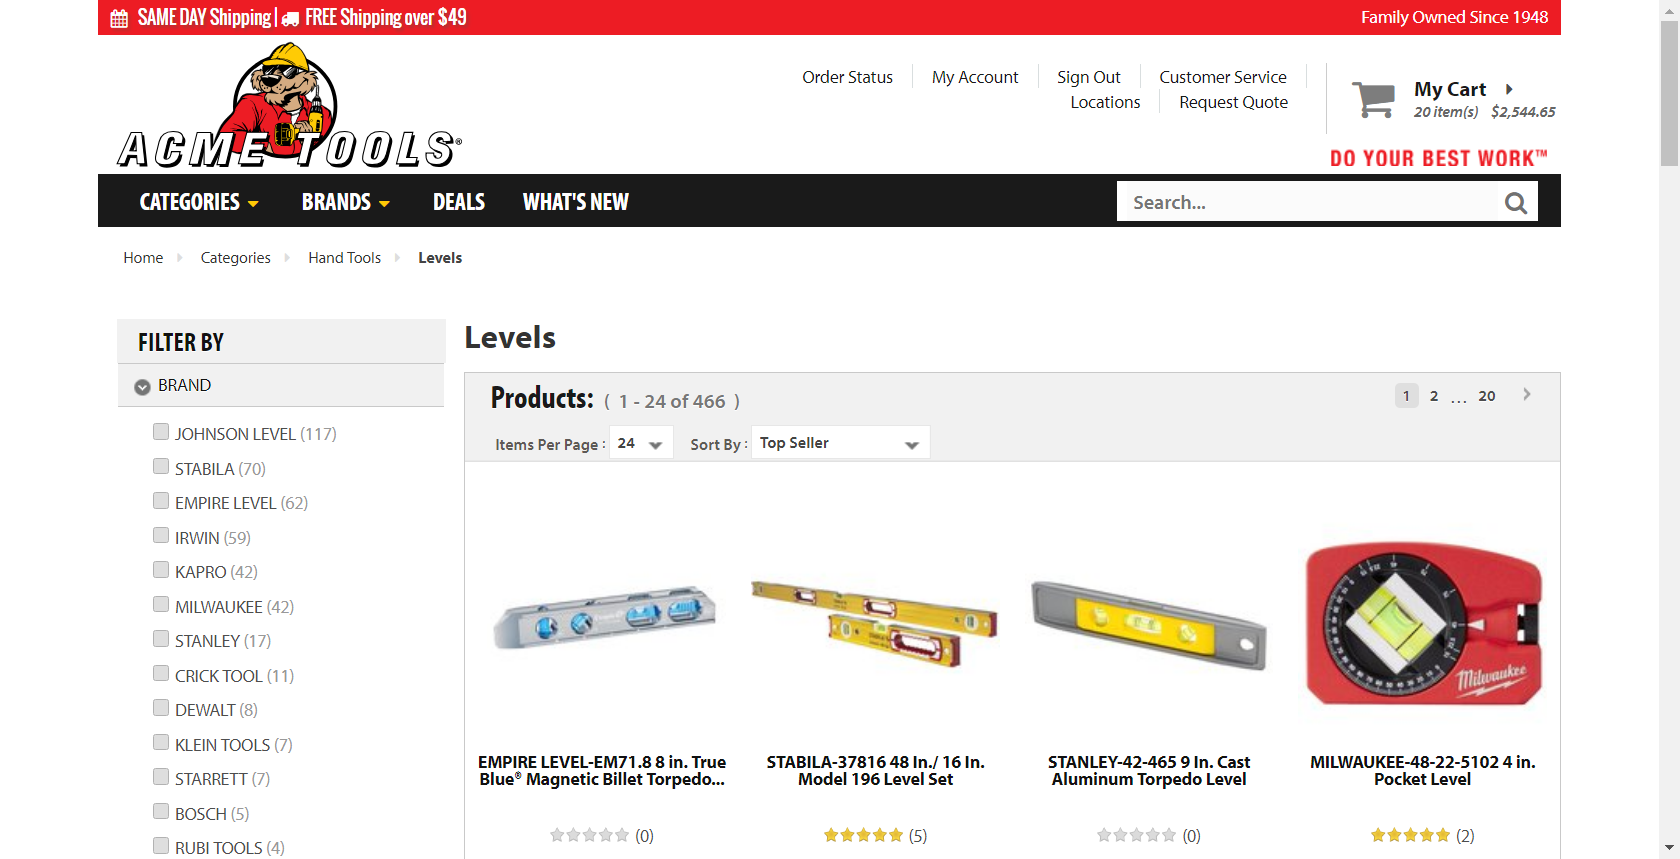 SAME DAY Shipping | FREE Shipping over $49
Family Owned Since 1948
ACME TOOLS®
Order Status
My Account
Sign Out
Customer Service
Locations
Request Quote
My Cart
20 item(s) $2,544.65
DO YOUR BEST WORK™
CATEGORIES
BRANDS
DEALS
WHAT'S NEW
Search...
Home
Categories
Hand Tools
Levels
FILTER BY
BRAND
JOHNSON LEVEL (117)
STABILA (70)
EMPIRE LEVEL (62)
IRWIN (59)
KAPRO (42)
MILWAUKEE (42)
STANLEY (17)
CRICK TOOL (11)
DEWALT (8)
KLEIN TOOLS (7)
STARRETT (7)
BOSCH (5)
RUBI TOOLS (4)
Levels
Products: ( 1 - 24 of 466 )
1 2 ... 20
Items Per Page : 24
Sort By : Top Seller
Milwaukee
EMPIRE LEVEL-EM71.8 8 in. True
Blue® Magnetic Billet Torpedo...
(0)
STABILA-37816 48 In./ 16 In.
Model 196 Level Set
(5)
STANLEY-42-465 9 In. Cast
Aluminum Torpedo Level
(0)
MILWAUKEE-48-22-5102 4 in.
Pocket Level
(2)